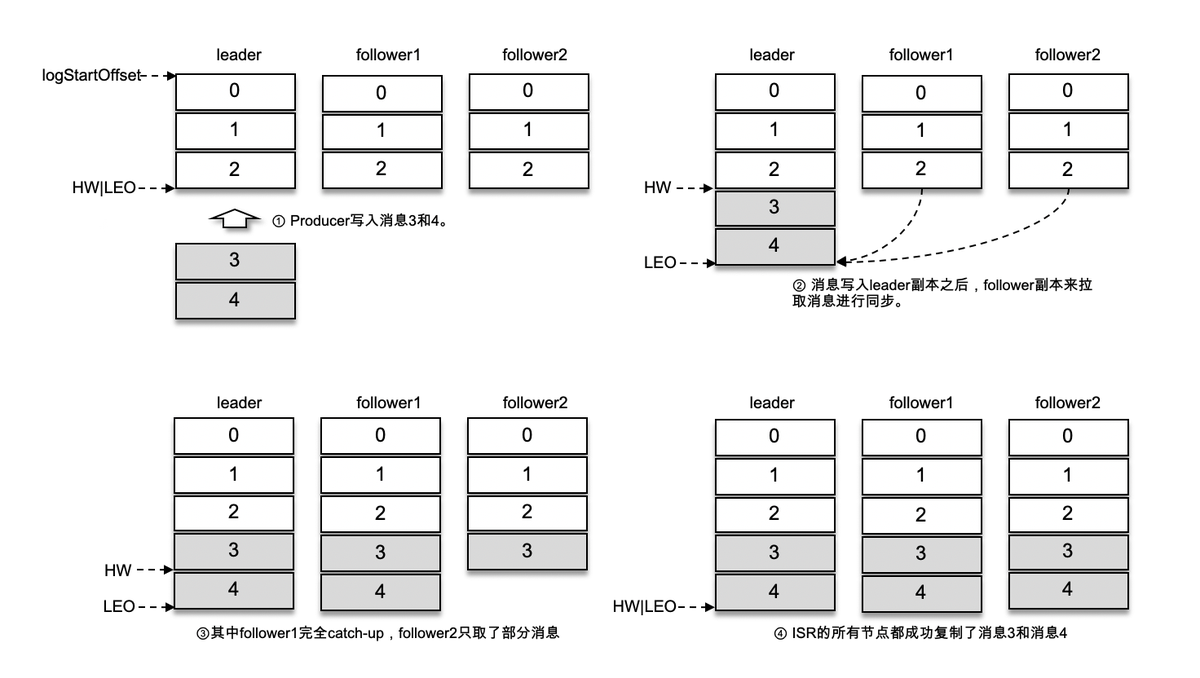 leader follower1 follower2
logStartOffset
0 0 0
1 1 1
2 2 2
HW|LEO
① Producer写入消息3和4。
3
4
leader follower1 follower2
0 0 0
1 1 1
2 2 2
HW
3
4
LEO
② 消息写入leader副本之后，follower副本来拉
取消息进行同步。
leader follower1 follower2
0 0 0
1 1 1
2 2 2
3 3 3
HW
4 4
LEO
③其中follower1完全catch-up，follower2只取了部分消息
leader follower1 follower2
0 0 0
1 1 1
2 2 2
3 3 3
4 4 4
HW|LEO
④ ISR的所有节点都成功复制了消息3和消息4